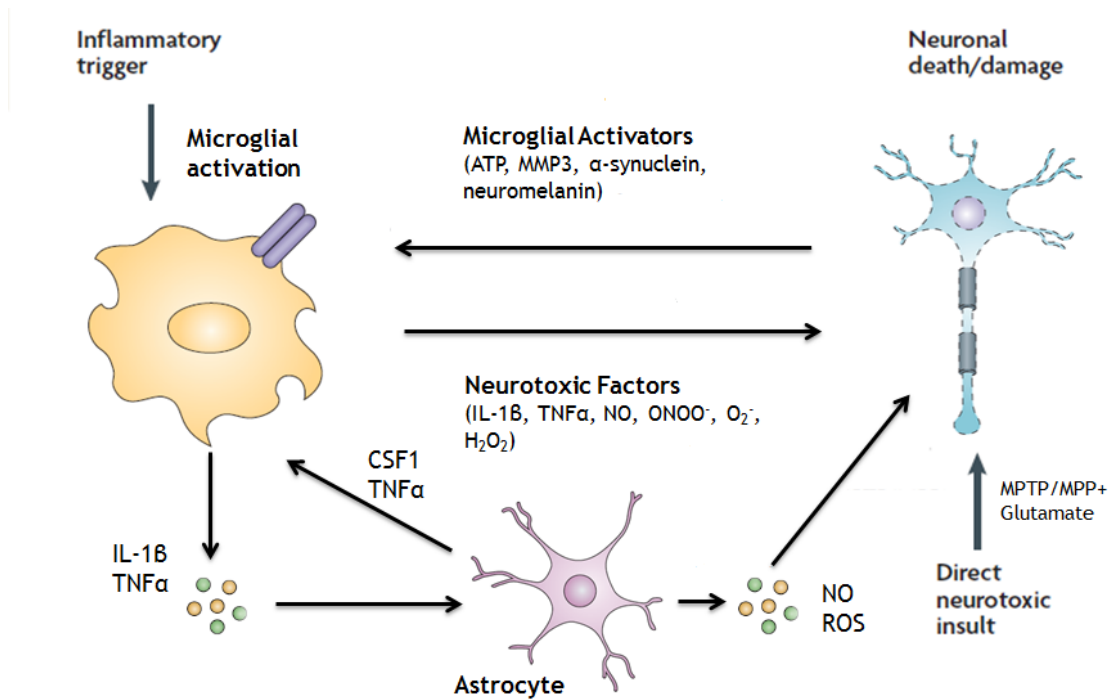 Inflammatory
trigger
Neuronal
death/damage
Microglial
activation
Microglial Activators
(ATP, MMP3, α-synuclein,
neuromelanin)
Neurotoxic Factors
(IL-1β, TNFα, NO, ONOO⁻, O₂⁻,
H₂O₂)
CSF1
TNFα
MPTP/MPP+
Glutamate
IL-1β
TNFα
NO
ROS
Direct
neurotoxic
insult
Astrocyte